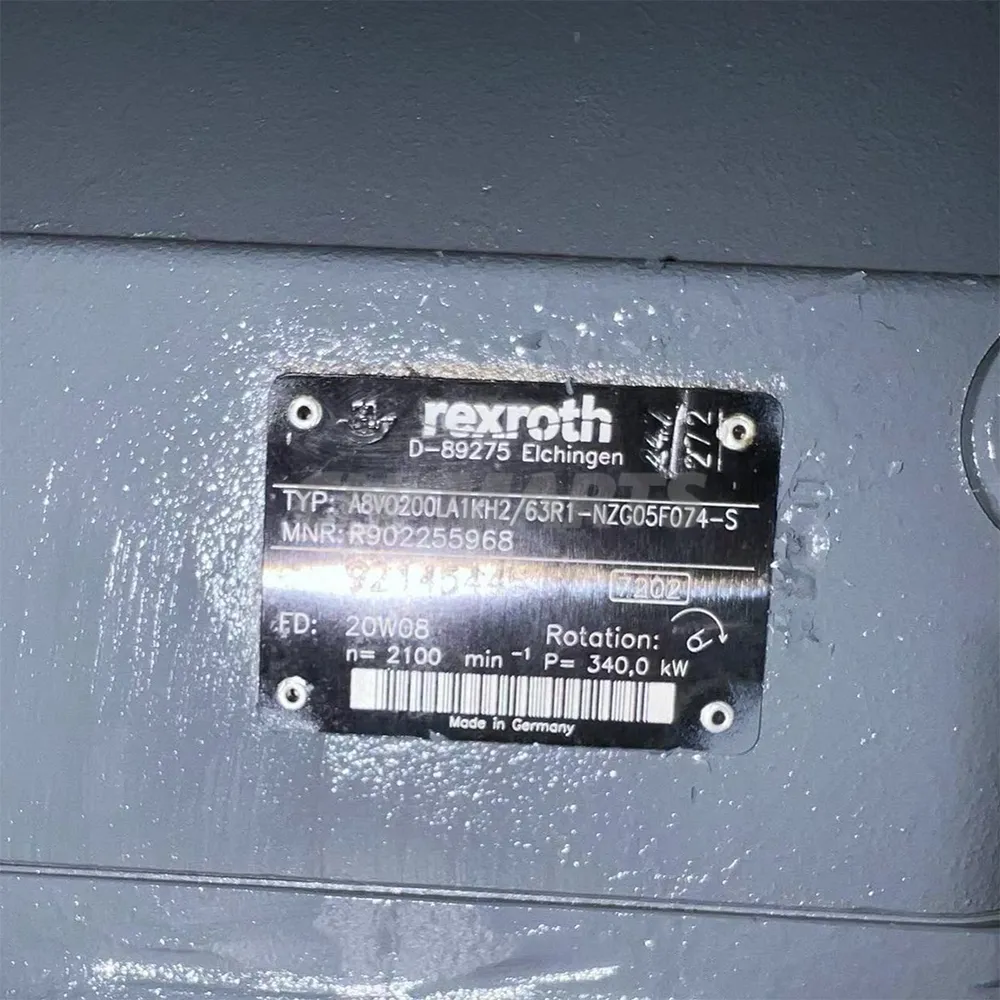 rexroth
D-89275 Elchingen
212
TYP: A8VO200LA1KH2/63R1-NZG05F074-S
MNR: R902255968
7202
FD: 20W08
Rotation:
n= 2100 min⁻¹ P= 340,0 kW
Made in Germany